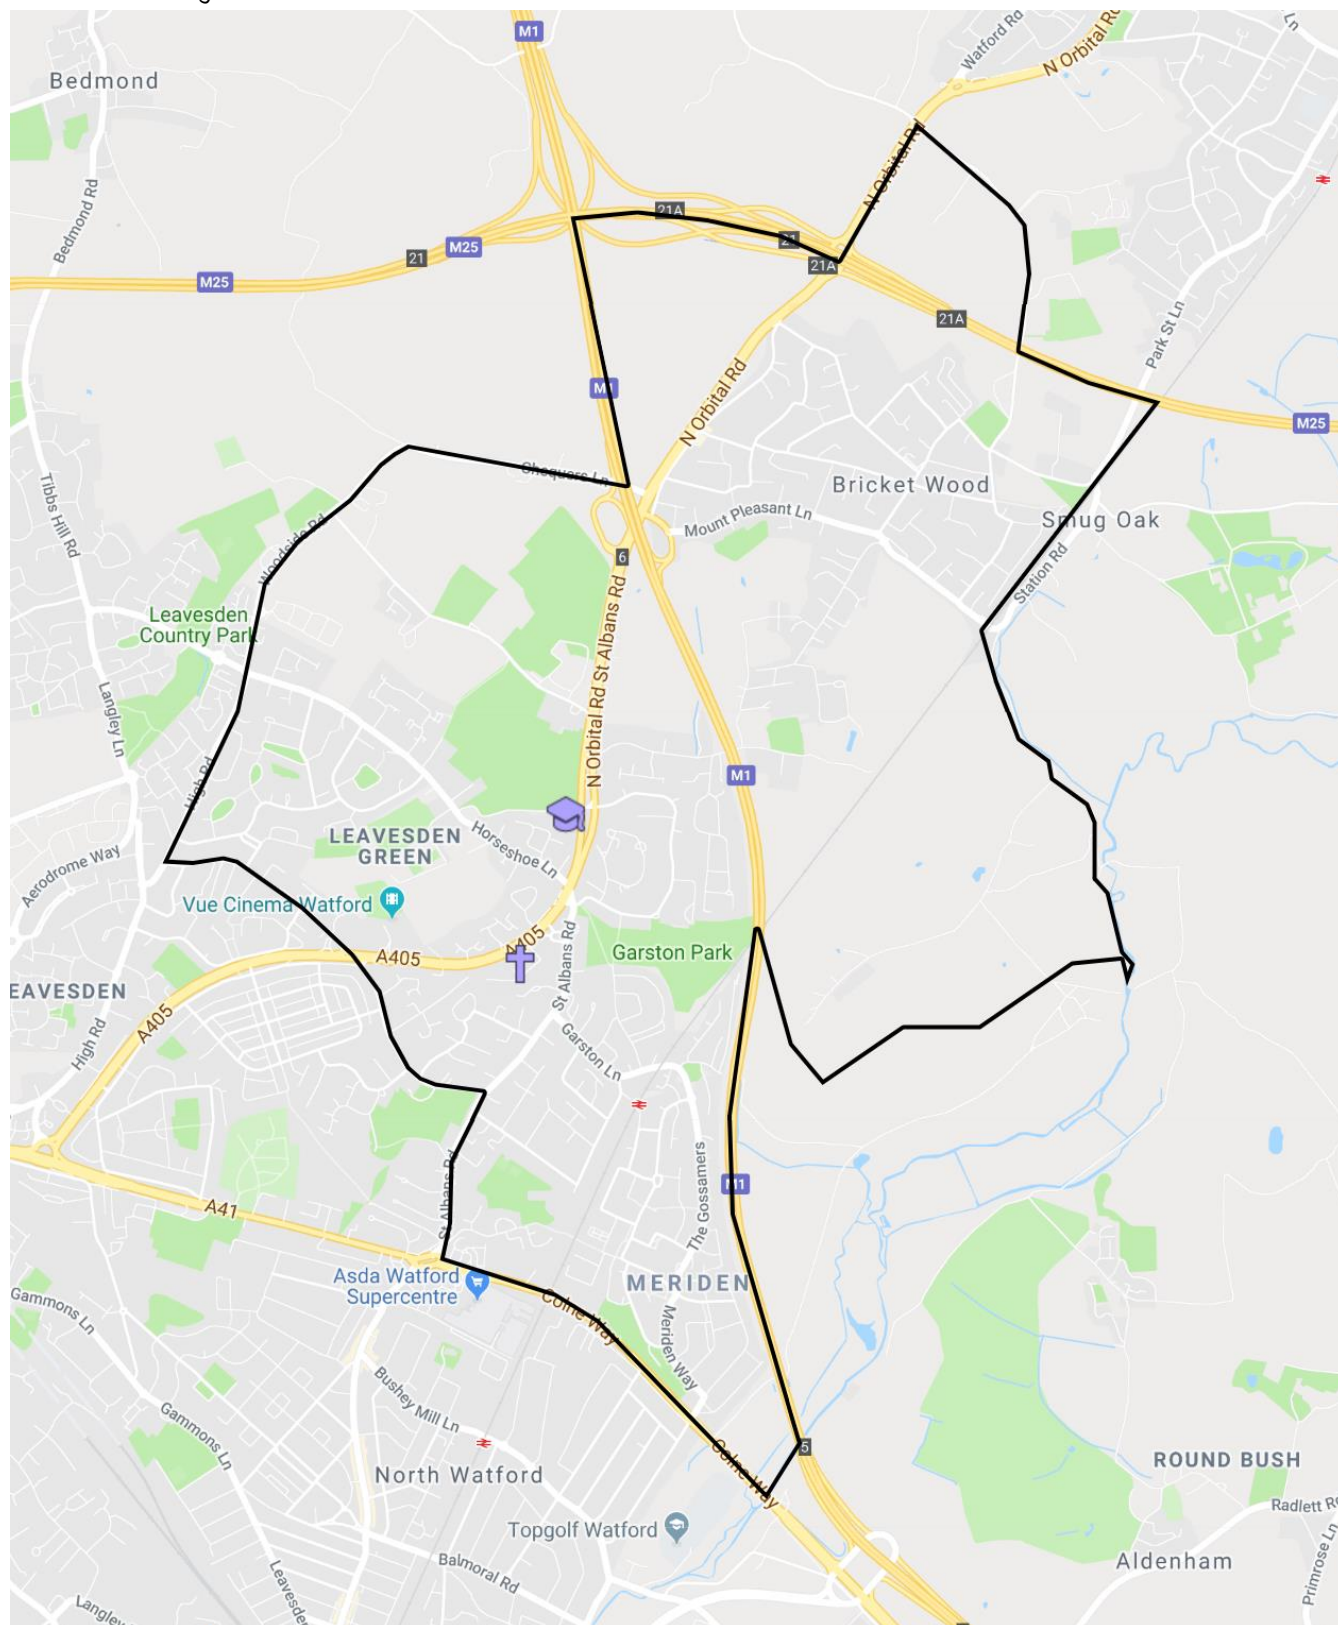 g
M1
Watford Rd
N Orbital Rd
Ln
Bedmond
N Orbital Rd
Bedmond Rd
21A
21
21
M25
21A
M25
21A
Park St Ln
M1
N Orbital Rd
M25
Chequers Ln
Bricket Wood
Tibbs Hill Rd
Mount Pleasant Ln
Smug Oak
Woodside Rd
6
Station Rd
Leavesden
Country Park
N Orbital Rd St Albans Rd
Langley Ln
M1
High Rd
LEAVESDEN
GREEN
Horseshoe Ln
Aerodrome Way
Vue Cinema Watford
A405
A405
St Albans Rd
Garston Park
EAVESDEN
A405
High Rd
Garston Ln
The Gossamers
St Albans Rd
M1
A41
Asda Watford
Supercentre
MERIDEN
Colne Way
Gammons Ln
Meriden Way
Bushey Mill Ln
Gammons Ln
Colne Way
5
North Watford
ROUND BUSH
Radlett R
Topgolf Watford
Balmoral Rd
Aldenham
Primrose Ln
Leavesde
Langle